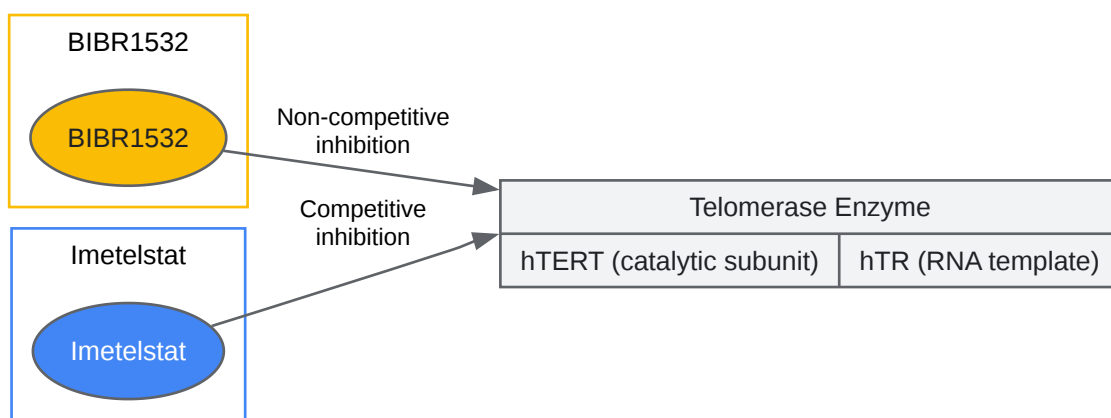 BIBR1532
BIBR1532
Non-competitive
inhibition
Telomerase Enzyme
hTERT (catalytic subunit)
hTR (RNA template)
Competitive
inhibition
Imetelstat
Imetelstat